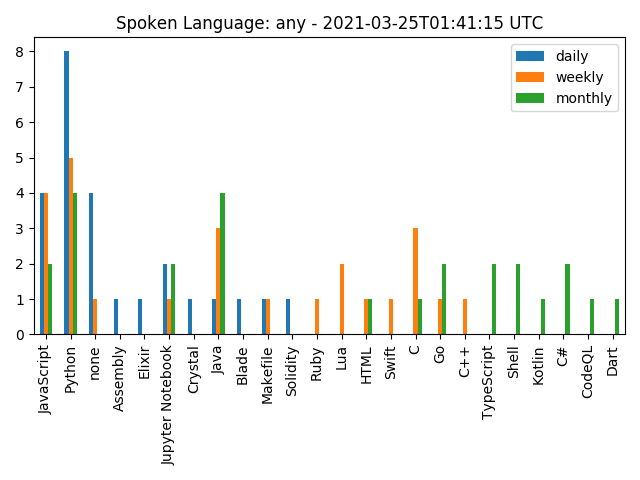 Spoken Language: any - 2021-03-25T01:41:15 UTC
daily
weekly
monthly
8
7
6
5
4
3
2
1
0
JavaScript
Python
none
Assembly
Elixir
Jupyter Notebook
Crystal
Java
Blade
Makefile
Solidity
Ruby
Lua
HTML
Swift
C
Go
C++
TypeScript
Shell
Kotlin
C#
CodeQL
Dart